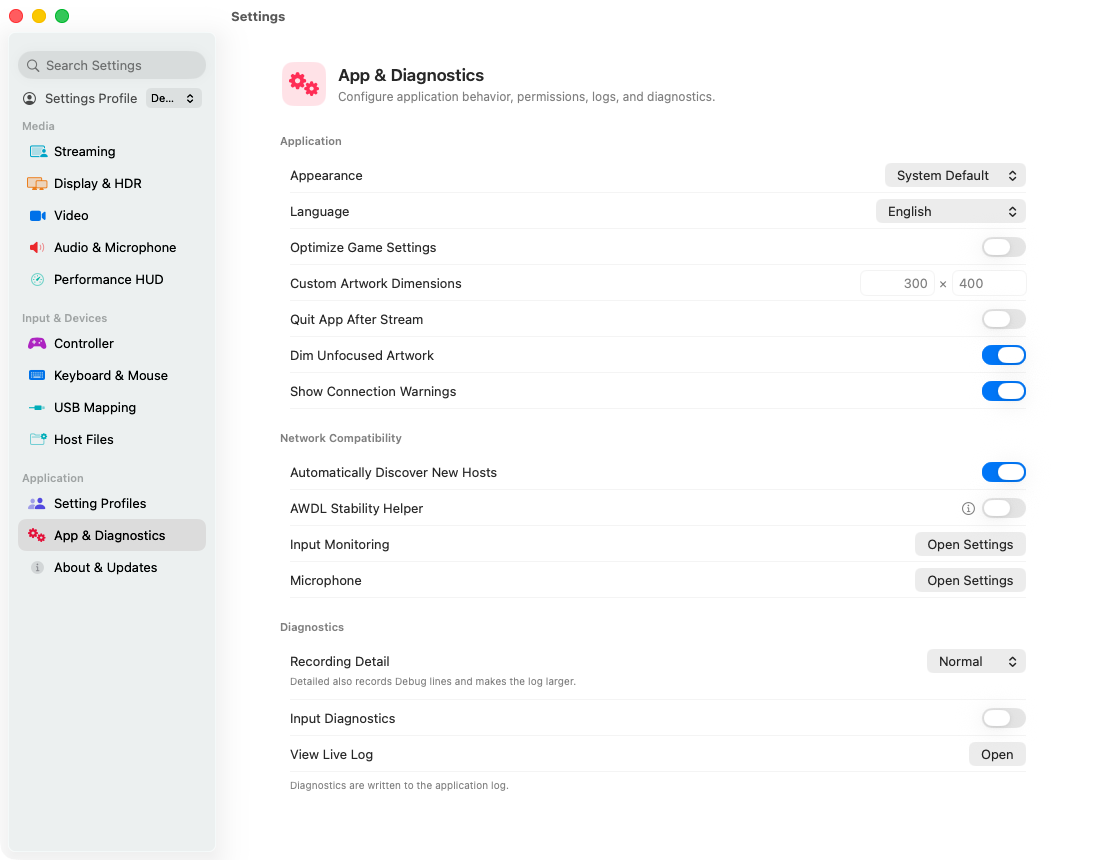 Settings
Search Settings
Settings Profile De...
Media
Streaming
Display & HDR
Video
Audio & Microphone
Performance HUD
Input & Devices
Controller
Keyboard & Mouse
USB Mapping
Host Files
Application
Setting Profiles
App & Diagnostics
About & Updates
App & Diagnostics
Configure application behavior, permissions, logs, and diagnostics.
Application
Appearance System Default
Language English
Optimize Game Settings
Custom Artwork Dimensions 300 × 400
Quit App After Stream
Dim Unfocused Artwork
Show Connection Warnings
Network Compatibility
Automatically Discover New Hosts
AWDL Stability Helper
Input Monitoring Open Settings
Microphone Open Settings
Diagnostics
Recording Detail Normal
Detailed also records Debug lines and makes the log larger.
Input Diagnostics
View Live Log Open
Diagnostics are written to the application log.